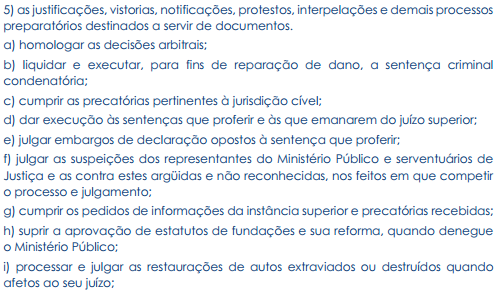 5) as justificações, vistorias, notificações, protestos, interpelações e demais processos
preparatórios destinados a servir de documentos.
a) homologar as decisões arbitrais;
b) liquidar e executar, para fins de reparação de dano, a sentença criminal
condenatória;
c) cumprir as precatórias pertinentes à jurisdição cível;
d) dar execução às sentenças que proferir e às que emanarem do juízo superior;
e) julgar embargos de declaração opostos à sentença que proferir;
f) julgar as suspeições dos representantes do Ministério Público e serventuários de
Justiça e as contra estes argüidas e não reconhecidas, nos feitos em que competir
o processo e julgamento;
g) cumprir os pedidos de informações da instância superior e precatórias recebidas;
h) suprir a aprovação de estatutos de fundações e sua reforma, quando denegue
o Ministério Público;
i) processar e julgar as restaurações de autos extraviados ou destruídos quando
afetos ao seu juízo;